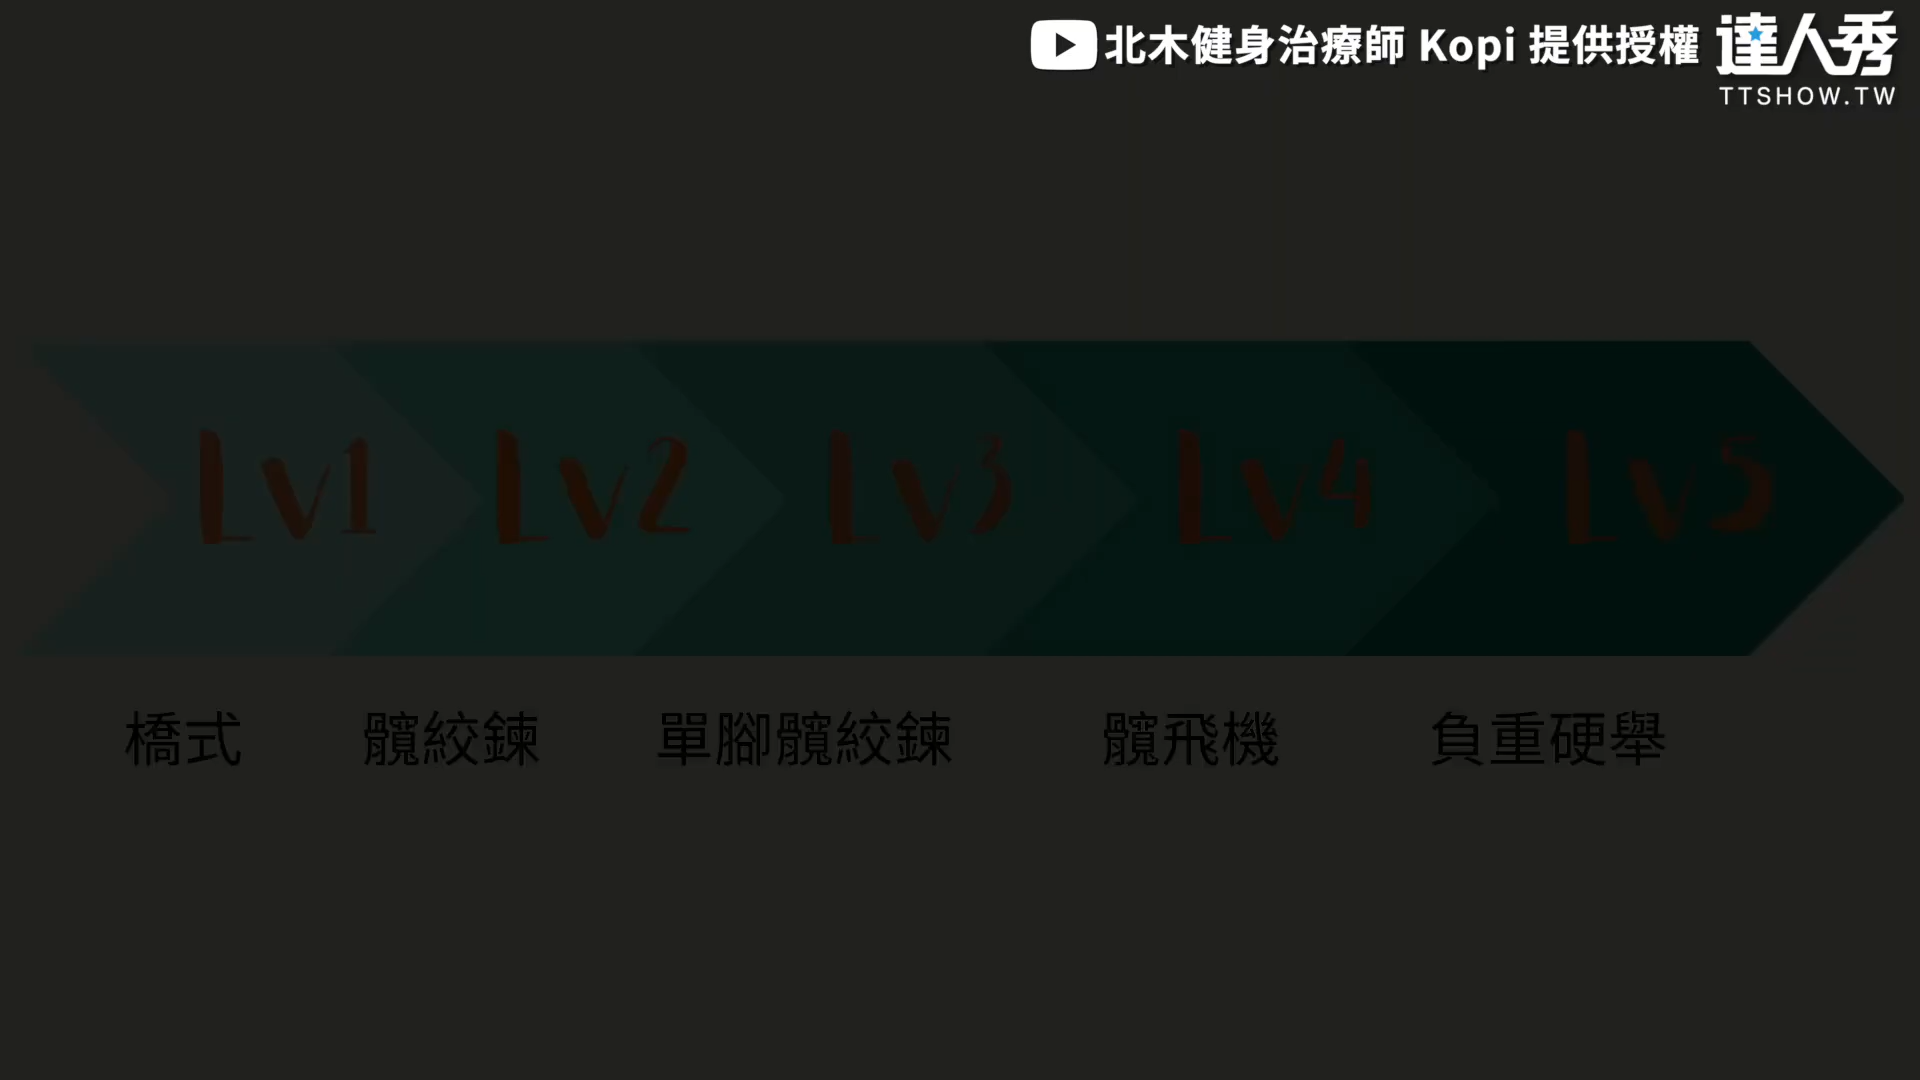 北木健身治療師 Kopi 提供授權
達人秀
TTSHOW.TW
Lv1 Lv2 Lv3 Lv4 Lv5
橋式 髖絞鍊 單腳髖絞鍊 髖飛機 負重硬舉